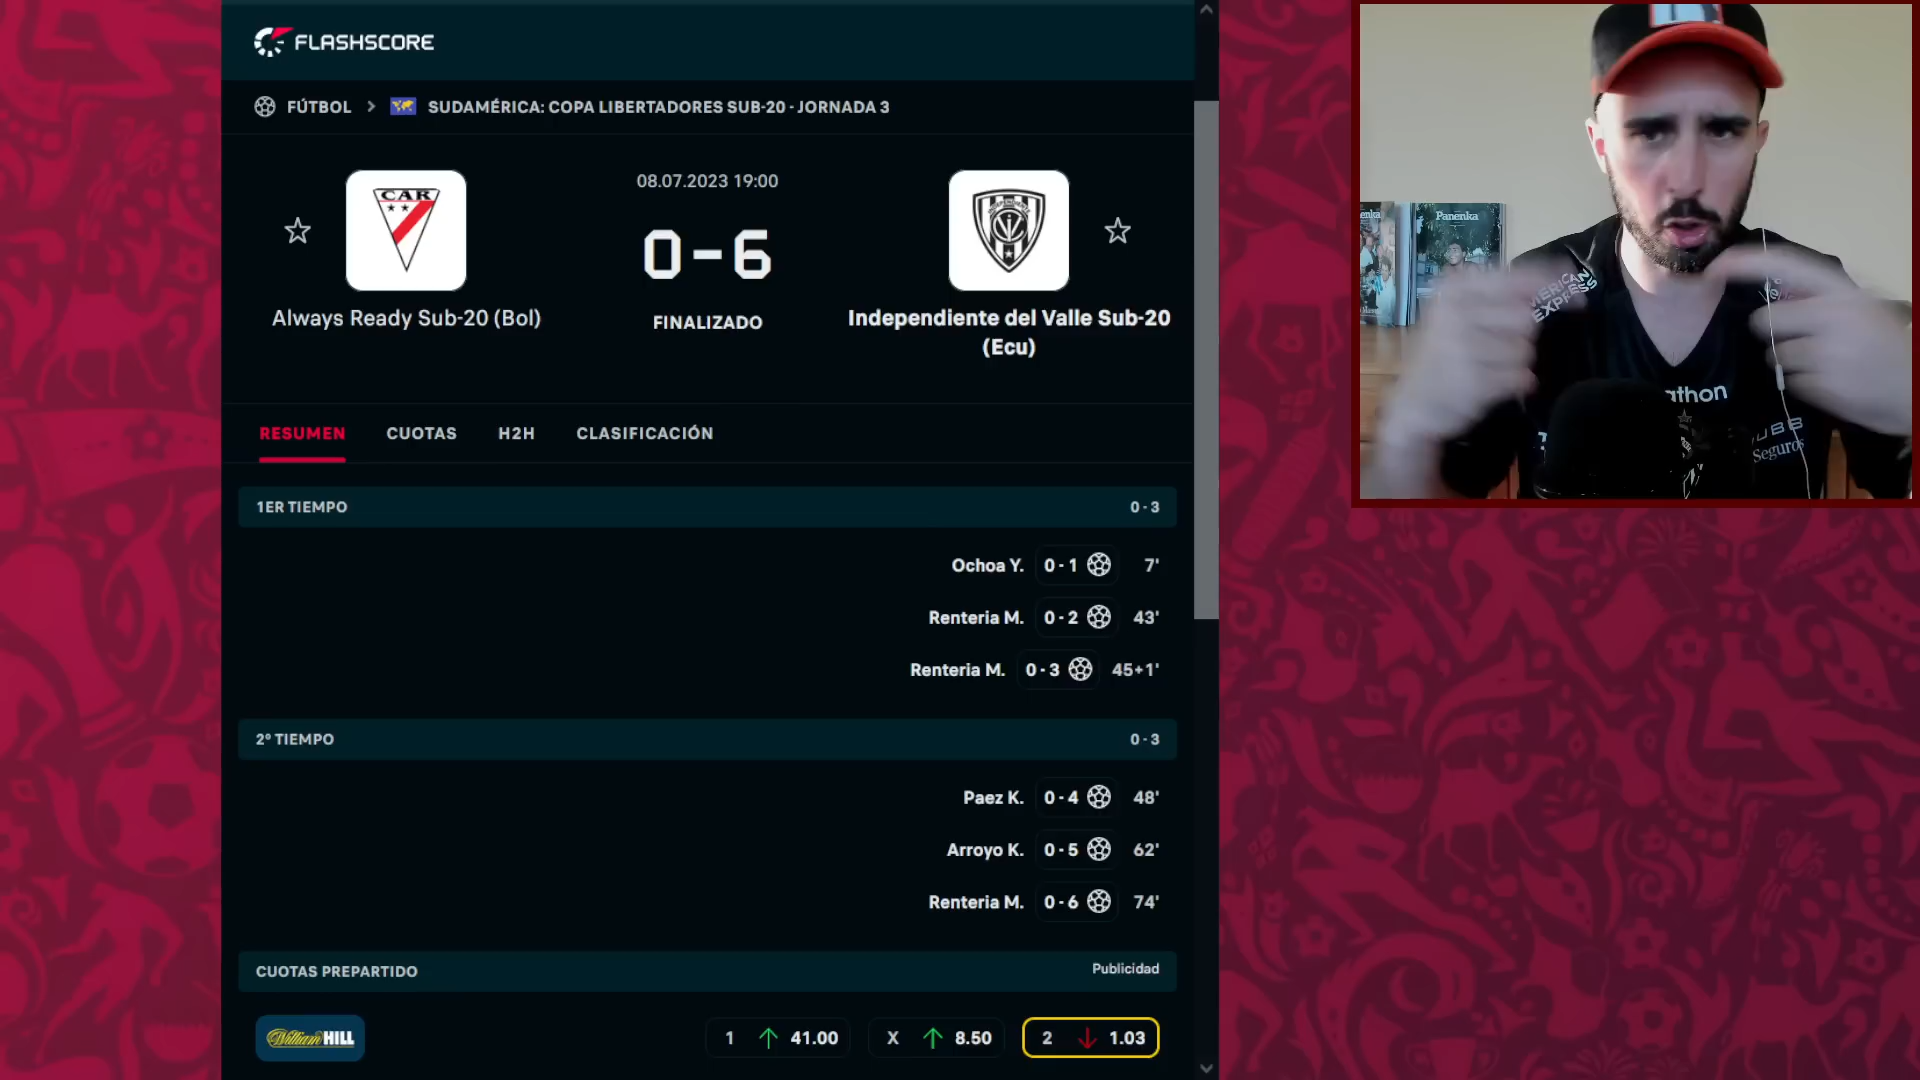 FLASHSCORE
FÚTBOL > SUDAMÉRICA: COPA LIBERTADORES SUB-20 - JORNADA 3
08.07.2023 19:00
CAR
0-6
FINALIZADO
Always Ready Sub-20 (Bol)
Independiente del Valle Sub-20
(Ecu)
RESUMEN CUOTAS H2H CLASIFICACIÓN
1ER TIEMPO 0 - 3
Ochoa Y. 0 - 1 7'
Renteria M. 0 - 2 43'
Renteria M. 0 - 3 45+1'
2º TIEMPO 0 - 3
Paez K. 0 - 4 48'
Arroyo K. 0 - 5 62'
Renteria M. 0 - 6 74'
CUOTAS PREPARTIDO Publicidad
William HILL 1 41.00 X 8.50 2 1.03
Panenka
EXPRESS
Seguros